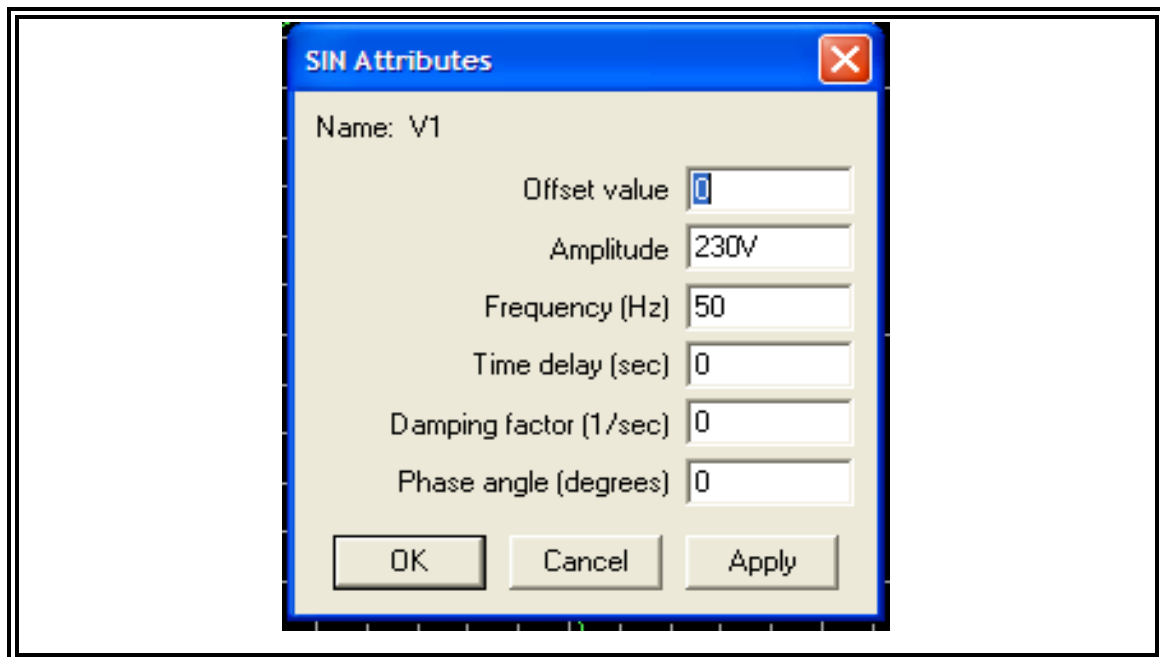 SIN Attributes
Name: V1
Offset value 0
Amplitude 230V
Frequency (Hz) 50
Time delay (sec) 0
Damping factor (1/sec) 0
Phase angle (degrees) 0
OK Cancel Apply